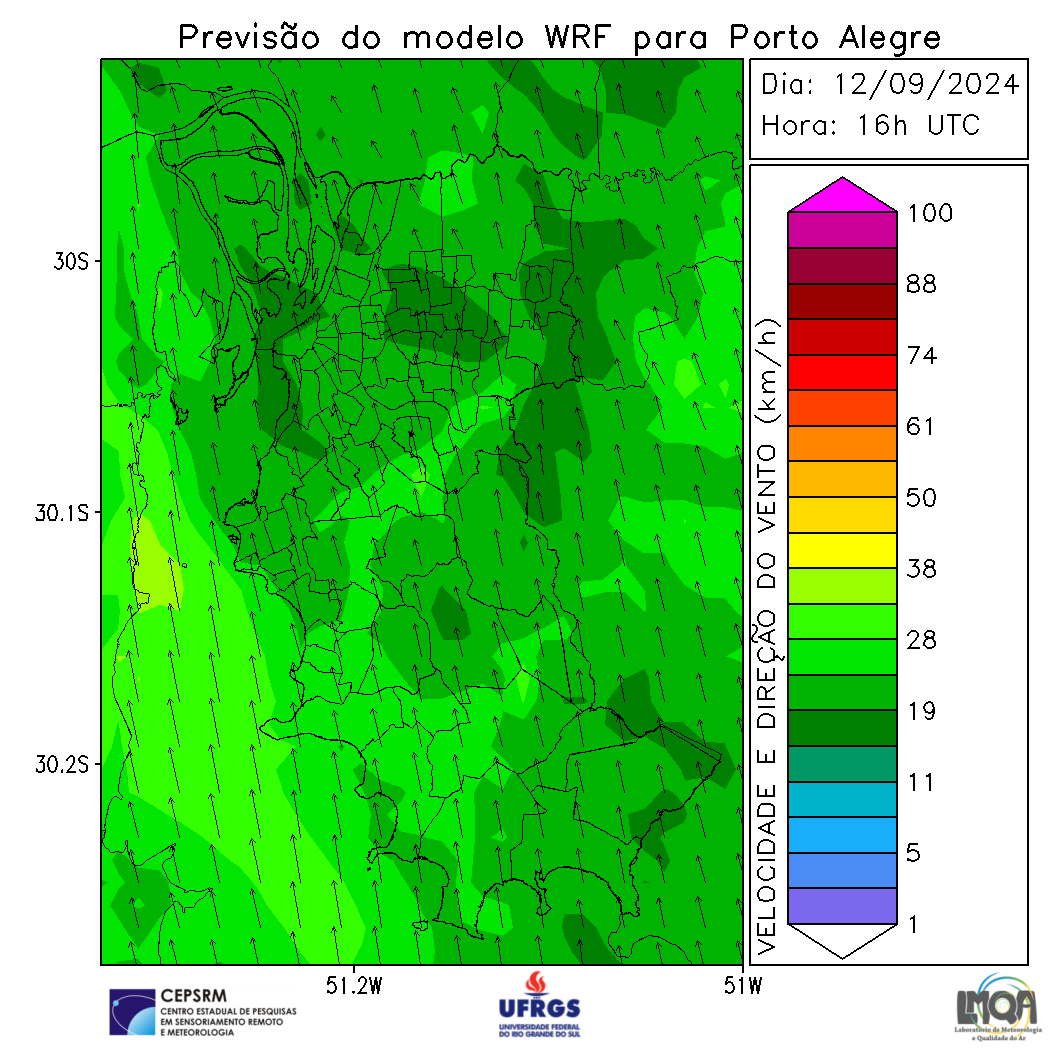 Previsão do modelo WRF para Porto Alegre
Dia: 12/09/2024
Hora: 16h UTC
30S
30.1S
30.2S
51.2W
51W
VELOCIDADE E DIREÇÃO DO VENTO (km/h)
100
88
74
61
50
38
28
19
11
5
1
CEPSRM
CENTRO ESTADUAL DE PESQUISAS
EM SENSORIAMENTO REMOTO
E METEOROLOGIA
UFRGS
UNIVERSIDADE FEDERAL
DO RIO GRANDE DO SUL
LMQA
Laboratório de Meteorologia
e Qualidade do Ar